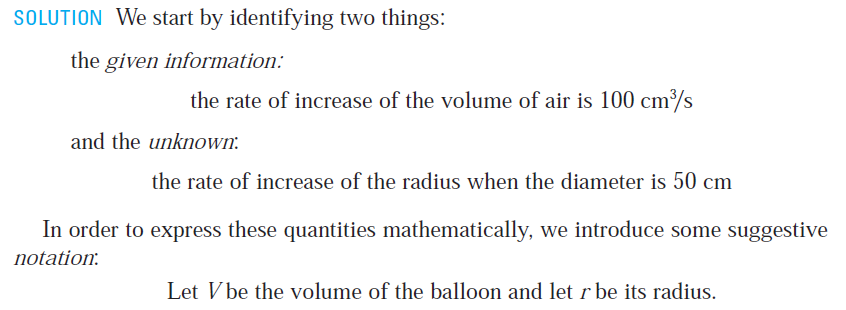 SOLUTION We start by identifying two things:
the given information:
the rate of increase of the volume of air is 100 cm³/s
and the unknown:
the rate of increase of the radius when the diameter is 50 cm
In order to express these quantities mathematically, we introduce some suggestive
notation:
Let V be the volume of the balloon and let r be its radius.